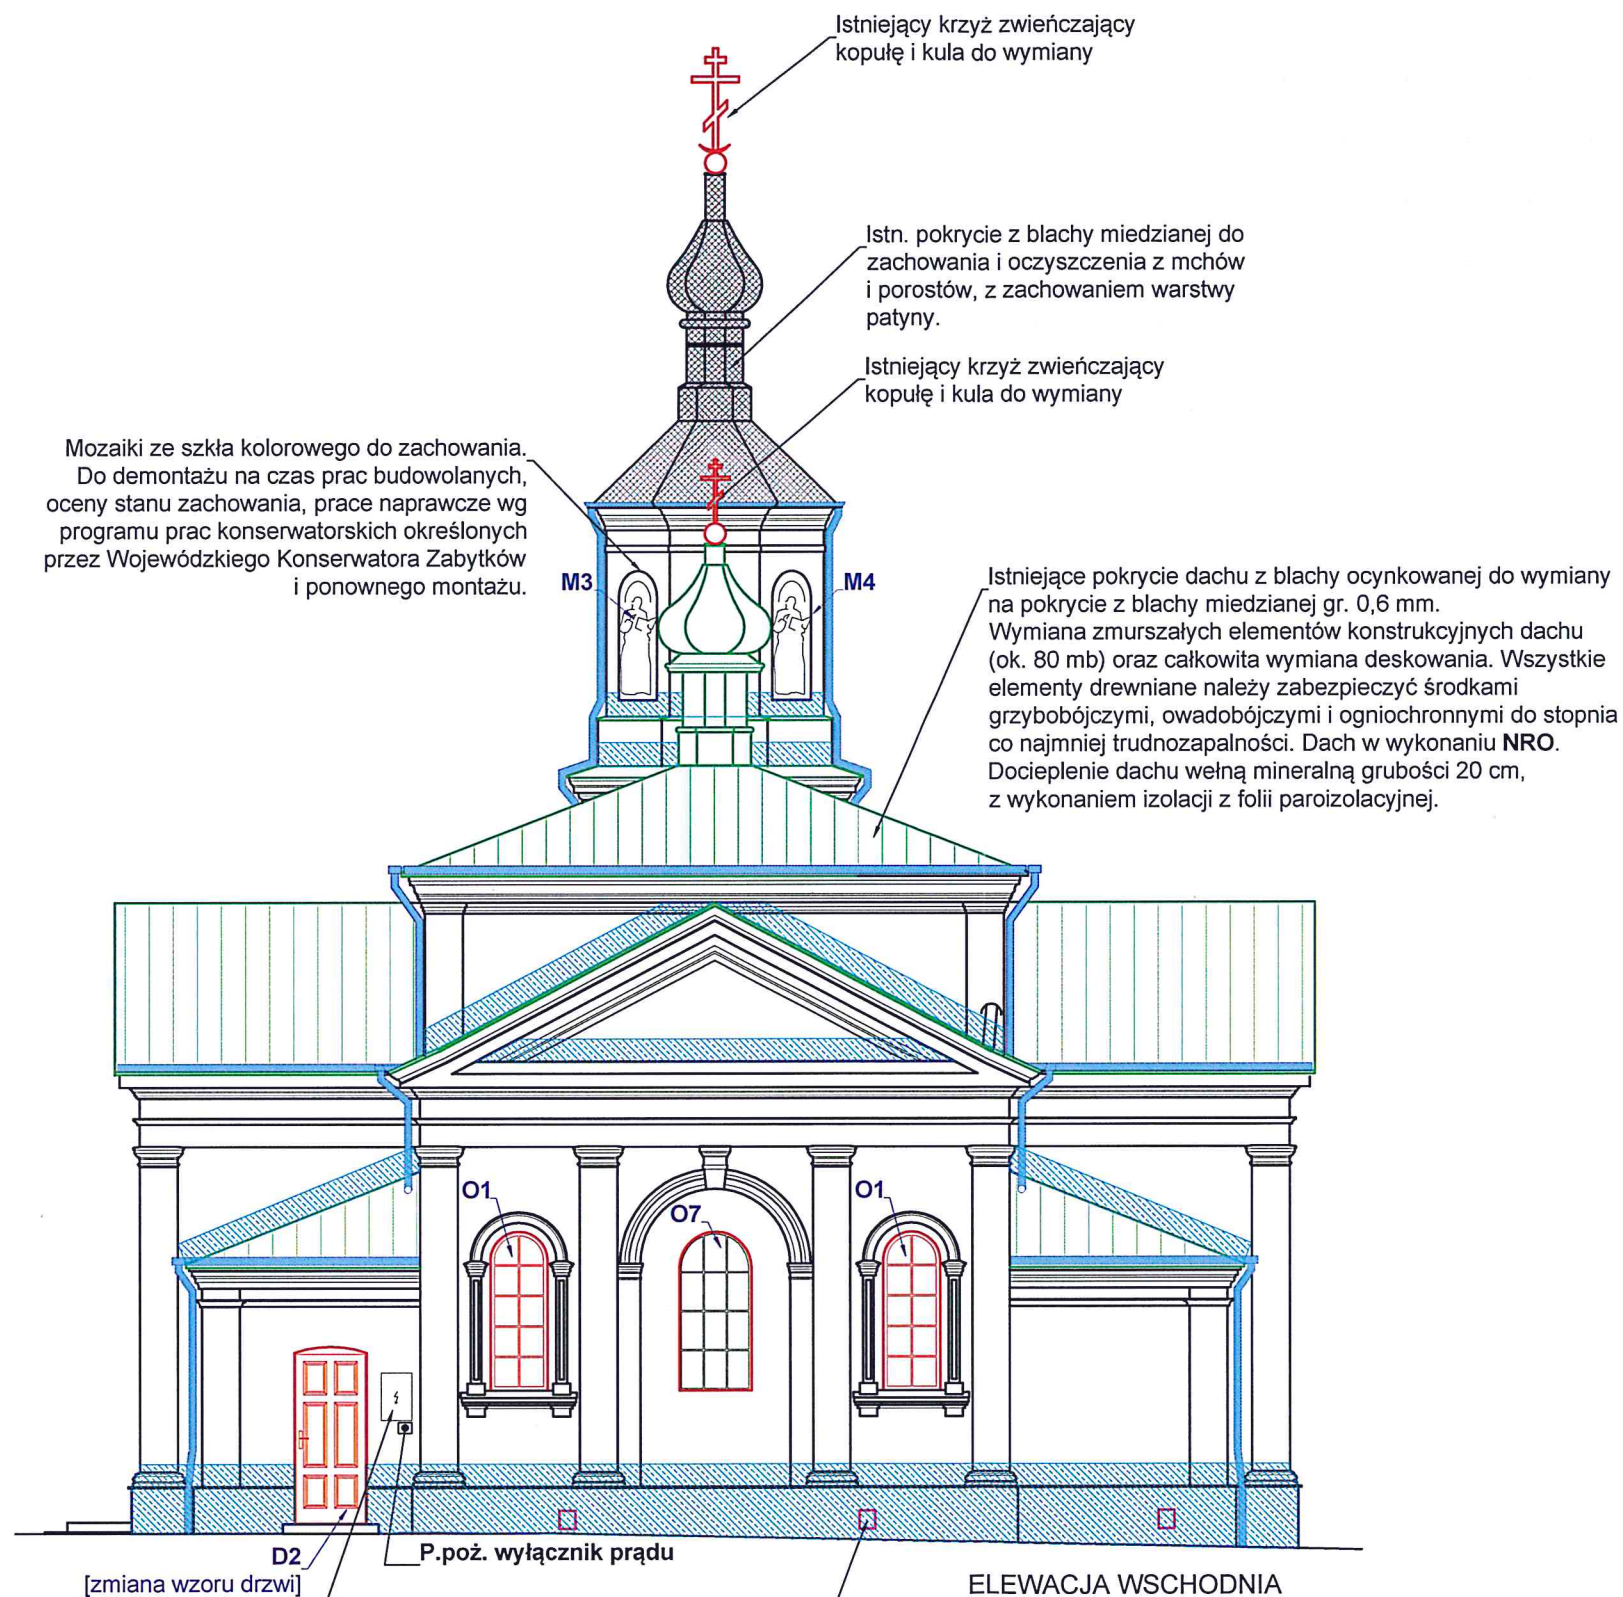 Istniejący krzyż zwieńczający
kopułę i kula do wymiany
Istn. pokrycie z blachy miedzianej do
zachowania i oczyszczenia z mchów
i porostów, z zachowaniem warstwy
patyny.
Istniejący krzyż zwieńczający
kopułę i kula do wymiany
Mozaiki ze szkła kolorowego do zachowania.
Do demontażu na czas prac budowolanych,
oceny stanu zachowania, prace naprawcze wg
programu prac konserwatorskich określonych
przez Wojewódzkiego Konserwatora Zabytków
i ponownego montażu.
M3
M4
Istniejące pokrycie dachu z blachy ocynkowanej do wymiany
na pokrycie z blachy miedzianej gr. 0,6 mm.
Wymiana zmurszałych elementów konstrukcyjnych dachu
(ok. 80 mb) oraz całkowita wymiana deskowania. Wszystkie
elementy drewniane należy zabezpieczyć środkami
grzybobójczymi, owadobójczymi i ogniochronnymi do stopnia
co najmniej trudnozapalności. Dach w wykonaniu NRO.
Docieplenie dachu wełną mineralną grubości 20 cm,
z wykonaniem izolacji z folii paroizolacyjnej.
O1
O7
O1
D2
[zmiana wzoru drzwi]
P.poż. wyłącznik prądu
ELEWACJA WSCHODNIA